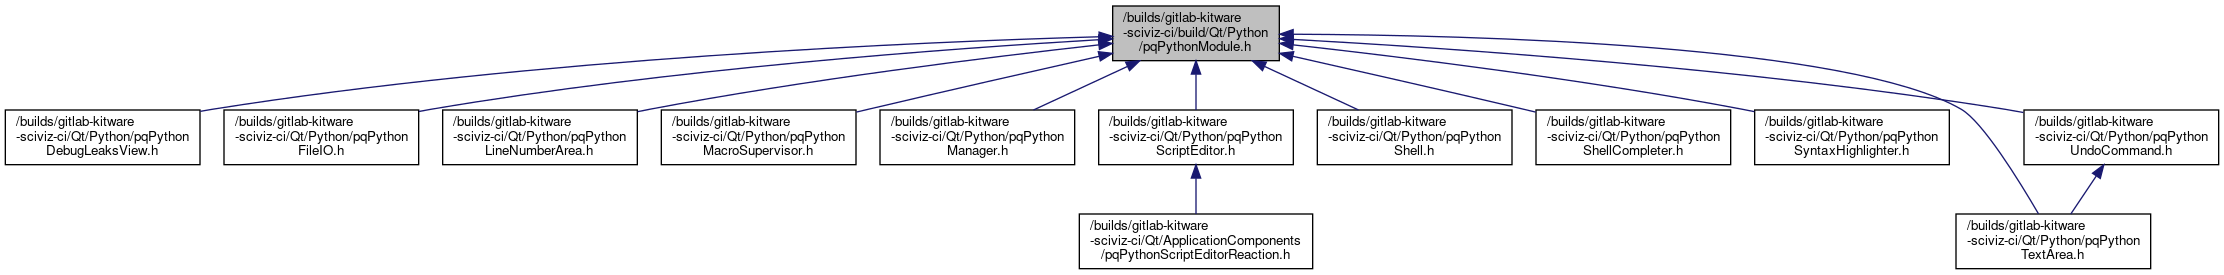 /builds/gitlab-kitware
-sciviz-ci/build/Qt/Python
/pqPythonModule.h
/builds/gitlab-kitware
-sciviz-ci/Qt/Python/pqPython
DebugLeaksView.h
/builds/gitlab-kitware
-sciviz-ci/Qt/Python/pqPython
FileIO.h
/builds/gitlab-kitware
-sciviz-ci/Qt/Python/pqPython
LineNumberArea.h
/builds/gitlab-kitware
-sciviz-ci/Qt/Python/pqPython
MacroSupervisor.h
/builds/gitlab-kitware
-sciviz-ci/Qt/Python/pqPython
Manager.h
/builds/gitlab-kitware
-sciviz-ci/Qt/Python/pqPython
ScriptEditor.h
/builds/gitlab-kitware
-sciviz-ci/Qt/Python/pqPython
Shell.h
/builds/gitlab-kitware
-sciviz-ci/Qt/Python/pqPython
ShellCompleter.h
/builds/gitlab-kitware
-sciviz-ci/Qt/Python/pqPython
SyntaxHighlighter.h
/builds/gitlab-kitware
-sciviz-ci/Qt/Python/pqPython
UndoCommand.h
/builds/gitlab-kitware
-sciviz-ci/Qt/ApplicationComponents
/pqPythonScriptEditorReaction.h
/builds/gitlab-kitware
-sciviz-ci/Qt/Python/pqPython
TextArea.h